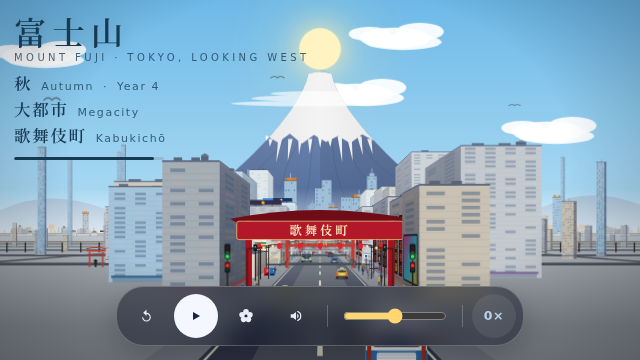 富士山
MOUNT FUJI · TOKYO, LOOKING WEST
秋 Autumn · Year 4
大都市 Megacity
歌舞伎町 Kabukichō
歌舞伎町
0×